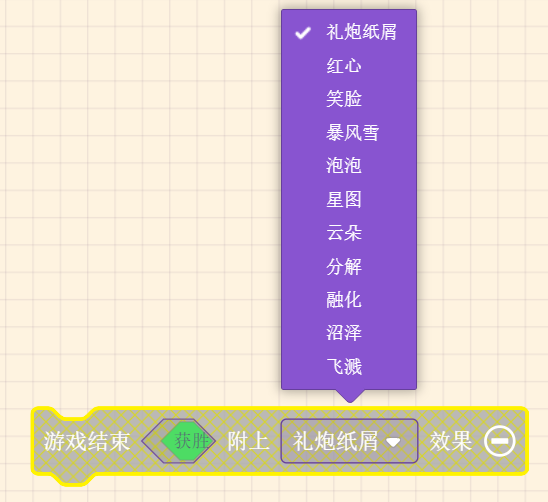 礼炮纸屑
红心
笑脸
暴风雪
泡泡
星图
云朵
分解
融化
沼泽
飞溅
游戏结束 获胜 附上 礼炮纸屑 效果